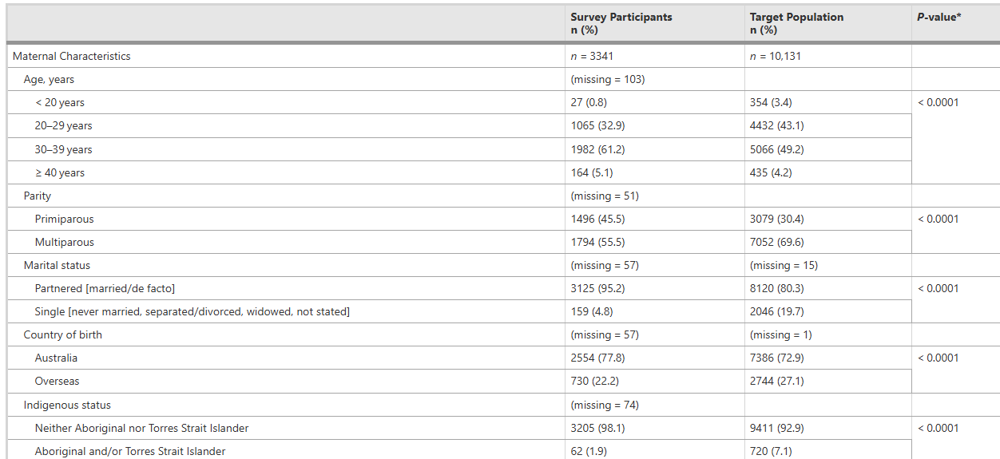 Survey Participants Target Population P-value*
n (%) n (%)
Maternal Characteristics n = 3341 n = 10,131
Age, years (missing = 103)
< 20 years 27 (0.8) 354 (3.4) < 0.0001
20–29 years 1065 (32.9) 4432 (43.1)
30–39 years 1982 (61.2) 5066 (49.2)
≥ 40 years 164 (5.1) 435 (4.2)
Parity (missing = 51)
Primiparous 1496 (45.5) 3079 (30.4) < 0.0001
Multiparous 1794 (55.5) 7052 (69.6)
Marital status (missing = 57) (missing = 15)
Partnered [married/de facto] 3125 (95.2) 8120 (80.3) < 0.0001
Single [never married, separated/divorced, widowed, not stated] 159 (4.8) 2046 (19.7)
Country of birth (missing = 57) (missing = 1)
Australia 2554 (77.8) 7386 (72.9) < 0.0001
Overseas 730 (22.2) 2744 (27.1)
Indigenous status (missing = 74)
Neither Aboriginal nor Torres Strait Islander 3205 (98.1) 9411 (92.9) < 0.0001
Aboriginal and/or Torres Strait Islander 62 (1.9) 720 (7.1)